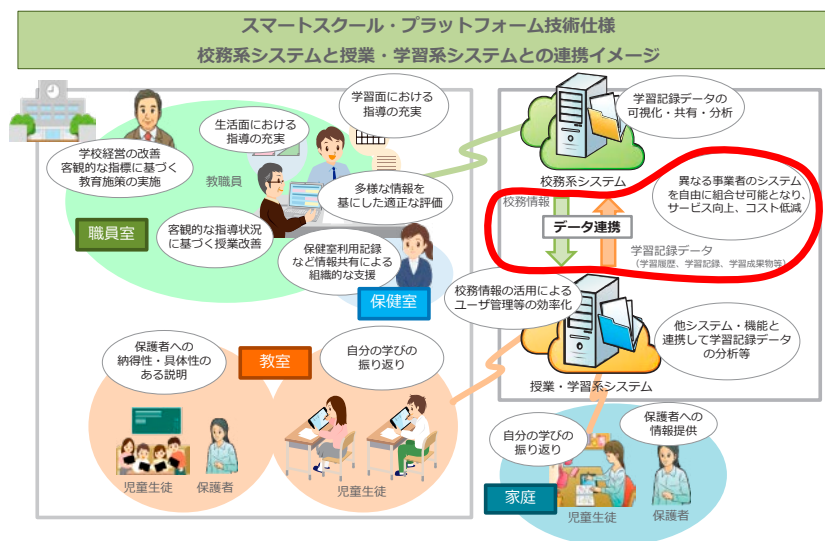 スマートスクール・プラットフォーム技術仕様
校務系システムと授業・学習系システムとの連携イメージ
学習面における
指導の充実
生活面における
指導の充実
学校経営の改善
客観的な指標に基づく
教育施策の実施
教職員
多様な情報を
基にした適正な評価
職員室
客観的な指導状況
に基づく授業改善
保健室利用記録
など情報共有による
組織的な支援
保健室
学習記録データの
可視化・共有・分析
校務系システム
校務情報
異なる事業者のシステム
を自由に組合せ可能となり、
サービス向上、コスト低減
データ連携
学習記録データ
（学習履歴、学習記録、学習成果物等）
校務情報の活用による
ユーザ管理等の効率化
他システム・機能と
連携して学習記録データ
の分析等
授業・学習系システム
保護者への
納得性・具体性の
ある説明
教室
自分の学びの
振り返り
児童生徒
保護者
児童生徒
自分の学びの
振り返り
保護者への
情報提供
家庭
児童生徒
保護者